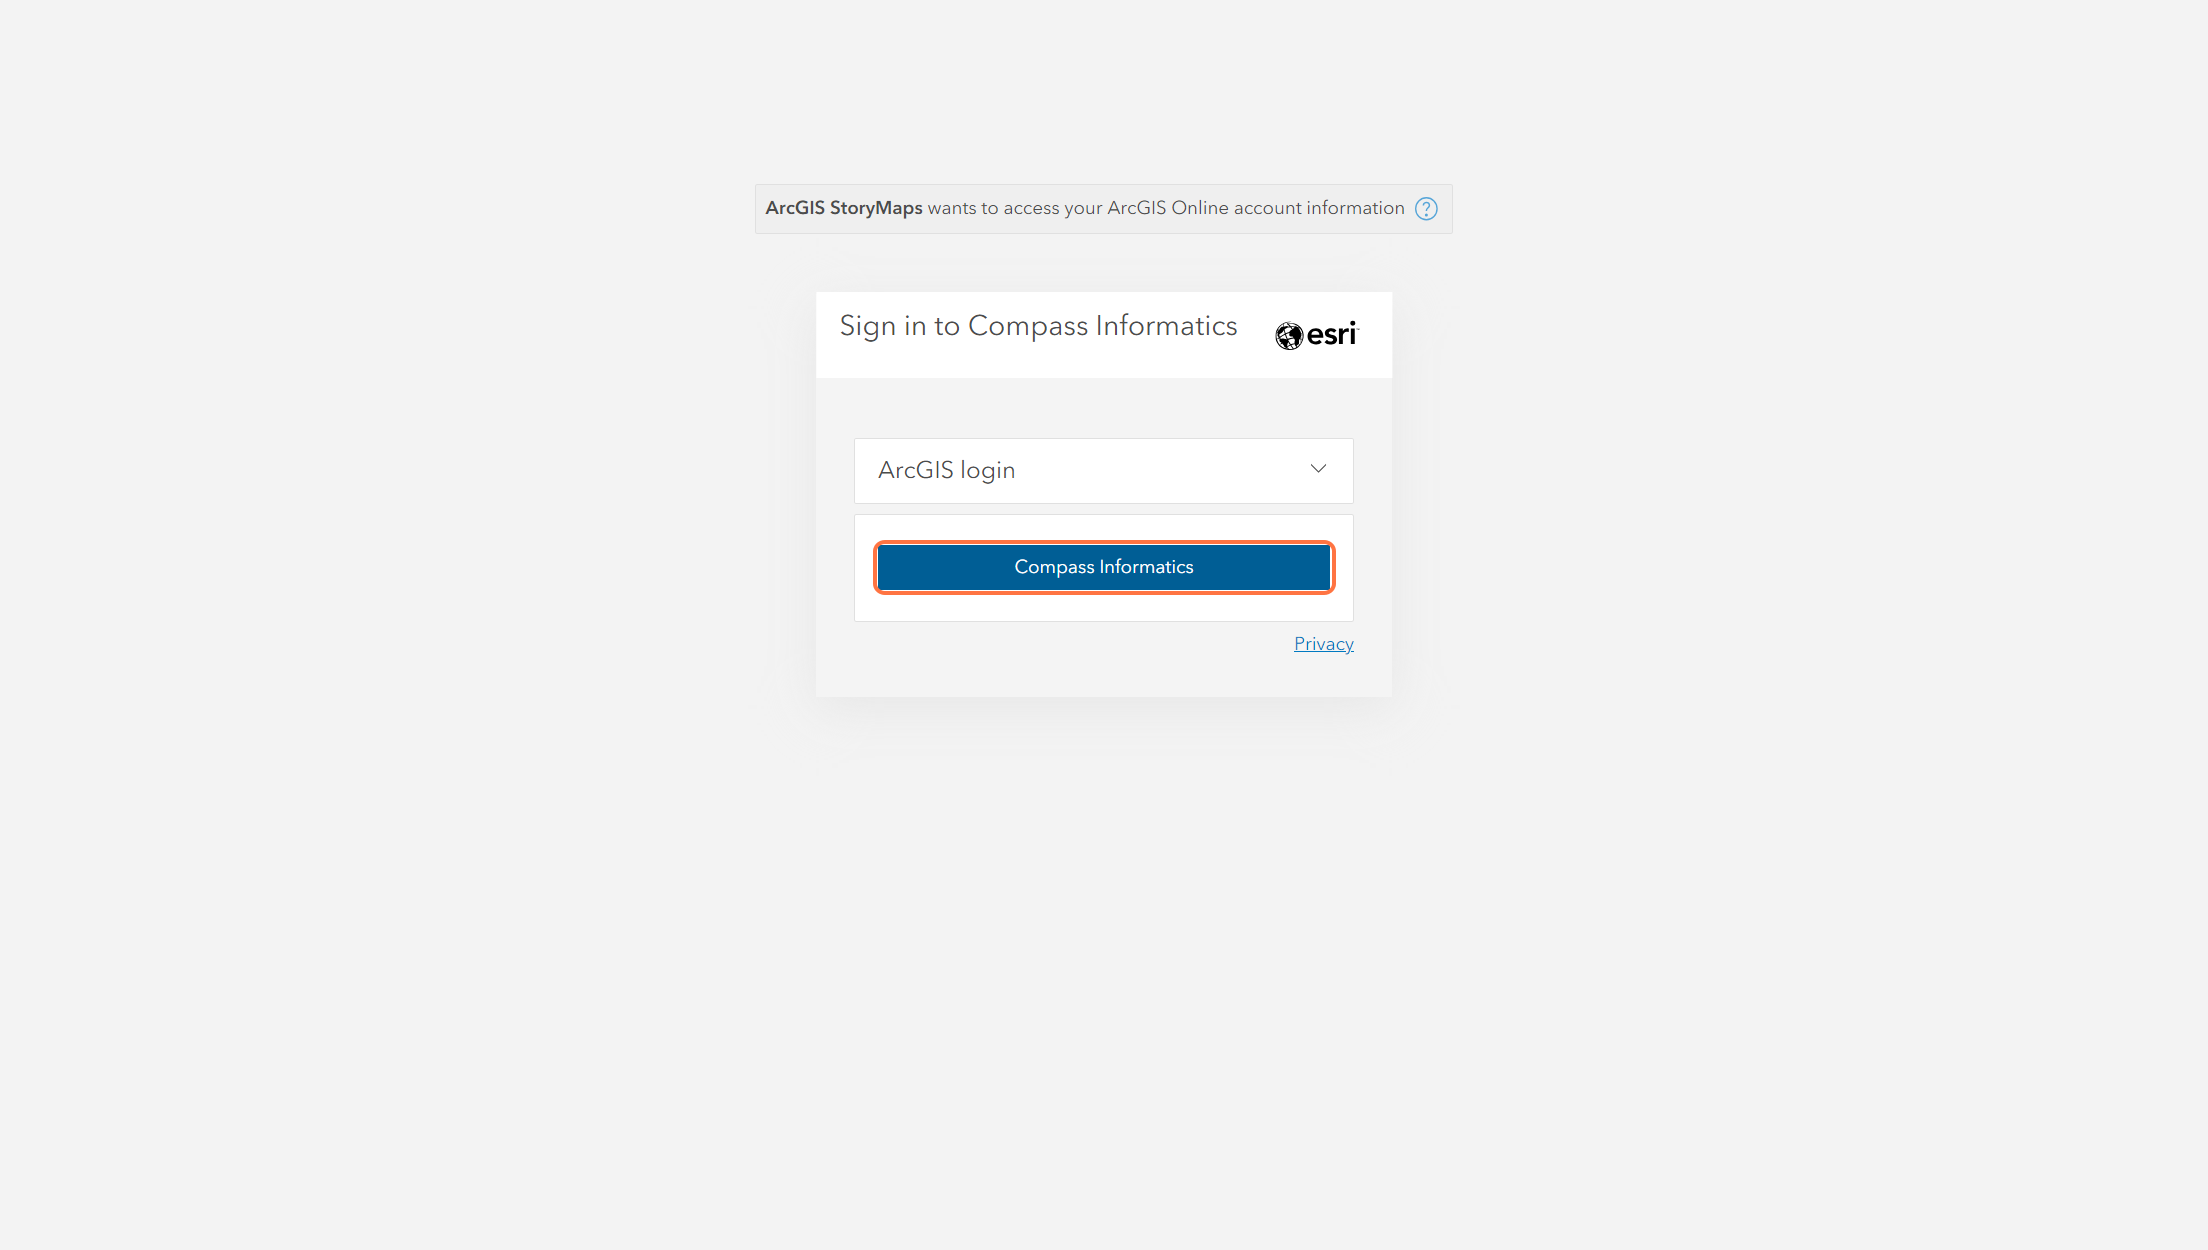 ArcGIS StoryMaps wants to access your ArcGIS Online account information ?
Sign in to Compass Informatics
esri
ArcGIS login
Compass Informatics
Privacy